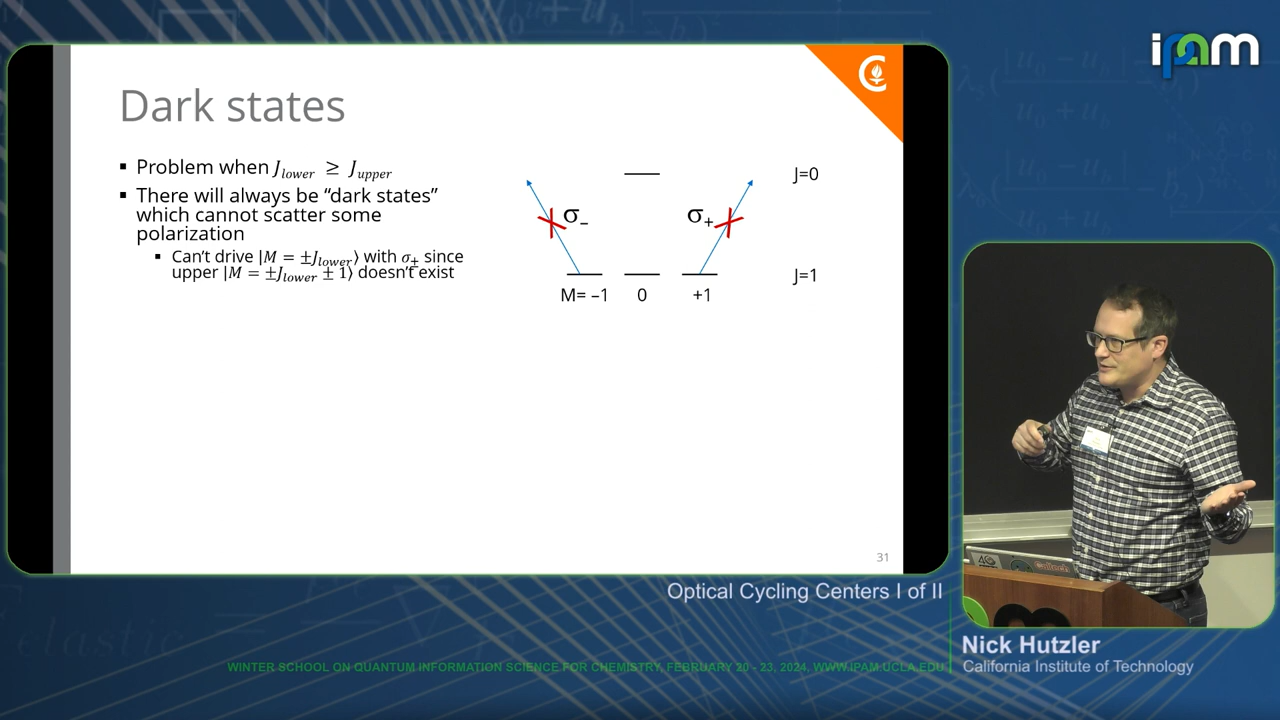 ipam
Dark states
▪ Problem when J_lower ≥ J_upper
▪ There will always be “dark states”
which cannot scatter some
polarization
▪ Can’t drive |M = ±J_lower⟩ with σ± since
upper |M = ±J_lower ± 1⟩ doesn’t exist
J=0
σ−
σ+
J=1
M= –1 0 +1
31
Optical Cycling Centers I of II
Nick Hutzler
California Institute of Technology
WINTER SCHOOL ON QUANTUM INFORMATION SCIENCE FOR CHEMISTRY, FEBRUARY 20 - 23, 2024, WWW.IPAM.UCLA.EDU